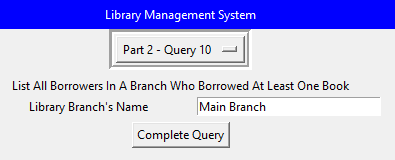 Library Management System
Part 2 - Query 10
List All Borrowers In A Branch Who Borrowed At Least One Book
Library Branch's Name Main Branch
Complete Query